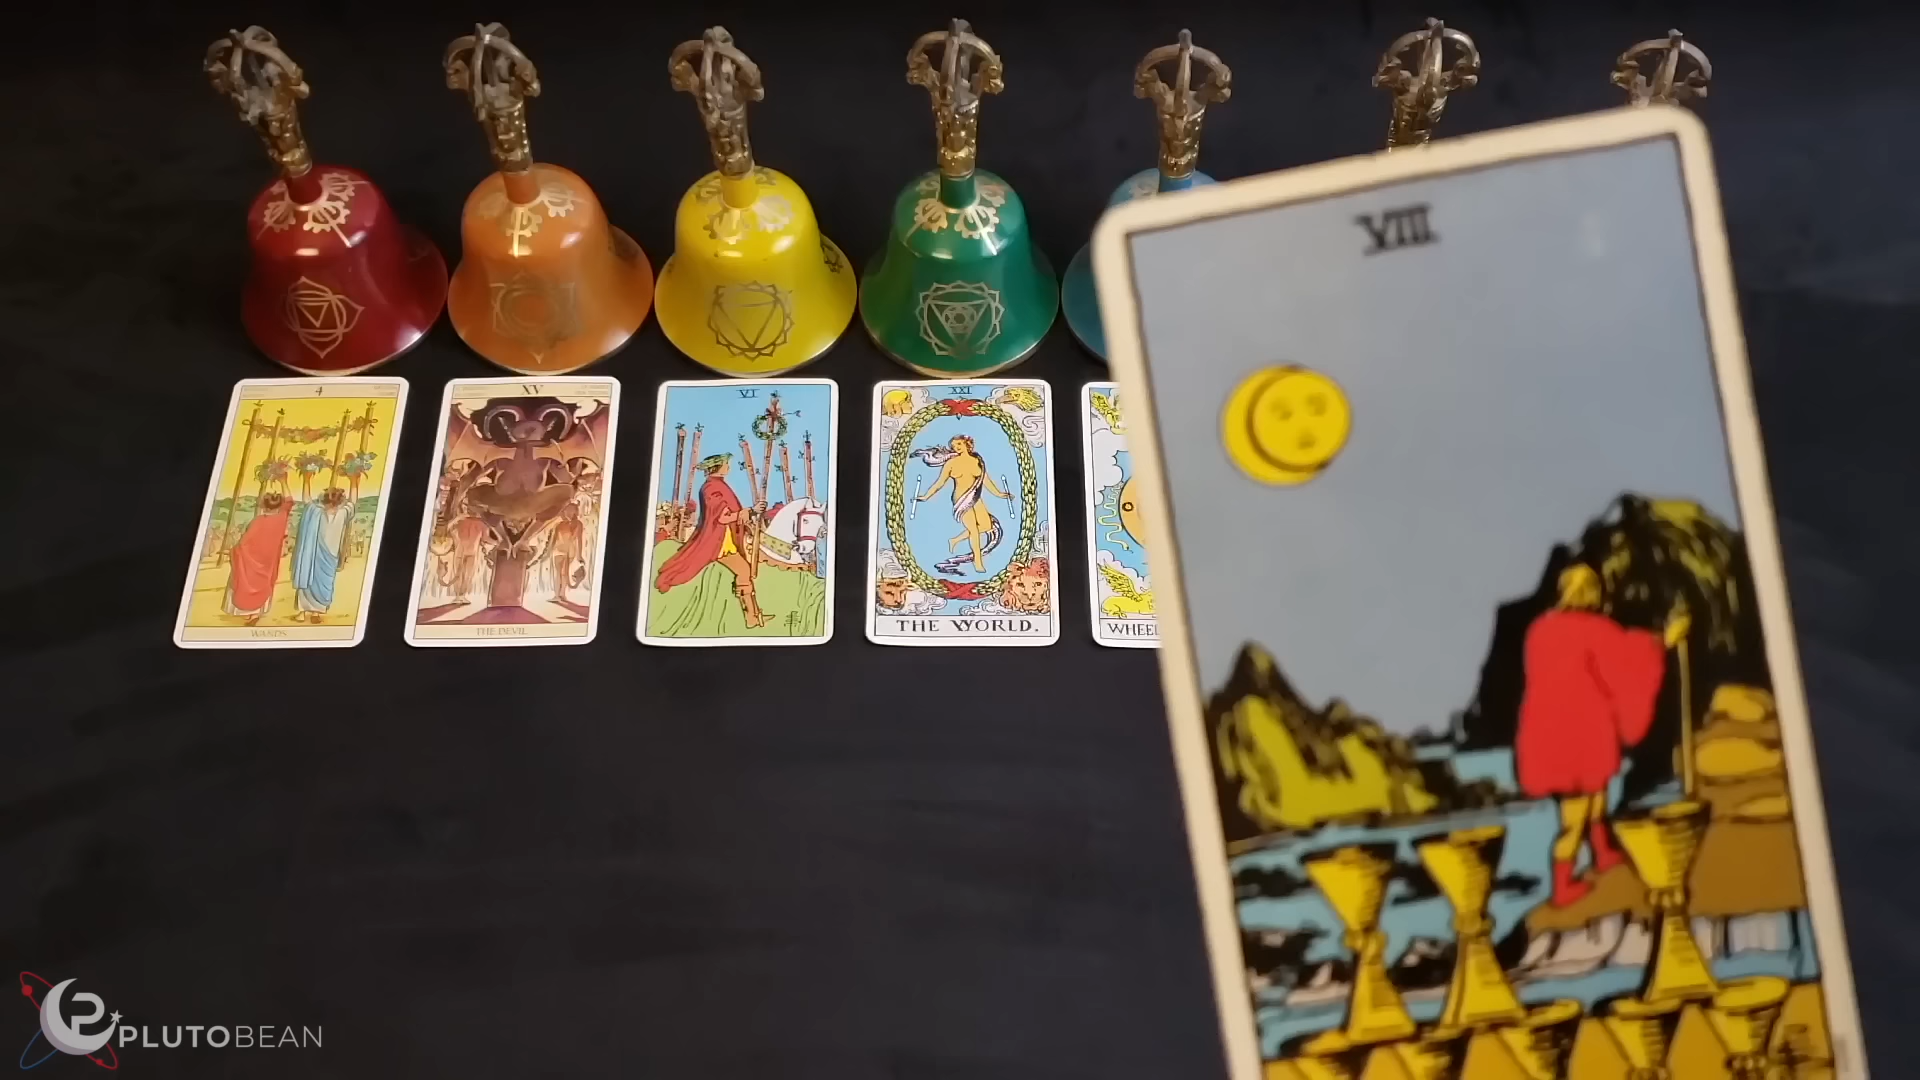 VIII
4
XV
VI
XXI
WANDS
THE DEVIL
THE WORLD.
WHEEL
PLUTOBEAN